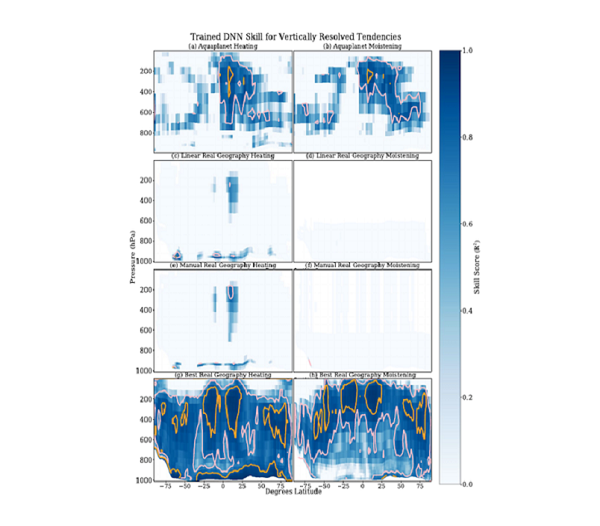 Trained DNN Skill for Vertically Resolved Tendencies
(a) Aquaplanet Heating (b) Aquaplanet Moistening
200
400
600
800
(c) Linear Real Geography Heating (d) Linear Real Geography Moistening
200
400
600
800
1000
(e) Manual Real Geography Heating (f) Manual Real Geography Moistening
200
400
600
800
1000
(g) Best Real Geography Heating (h) Best Real Geography Moistening
200
400
600
800
1000
−75 −50 −25 0 25 50 75 −75 −50 −25 0 25 50 75
Degrees Latitude
Pressure (hPa)
1.0
0.8
0.6
0.4
0.2
0.0
Skill Score (R²)